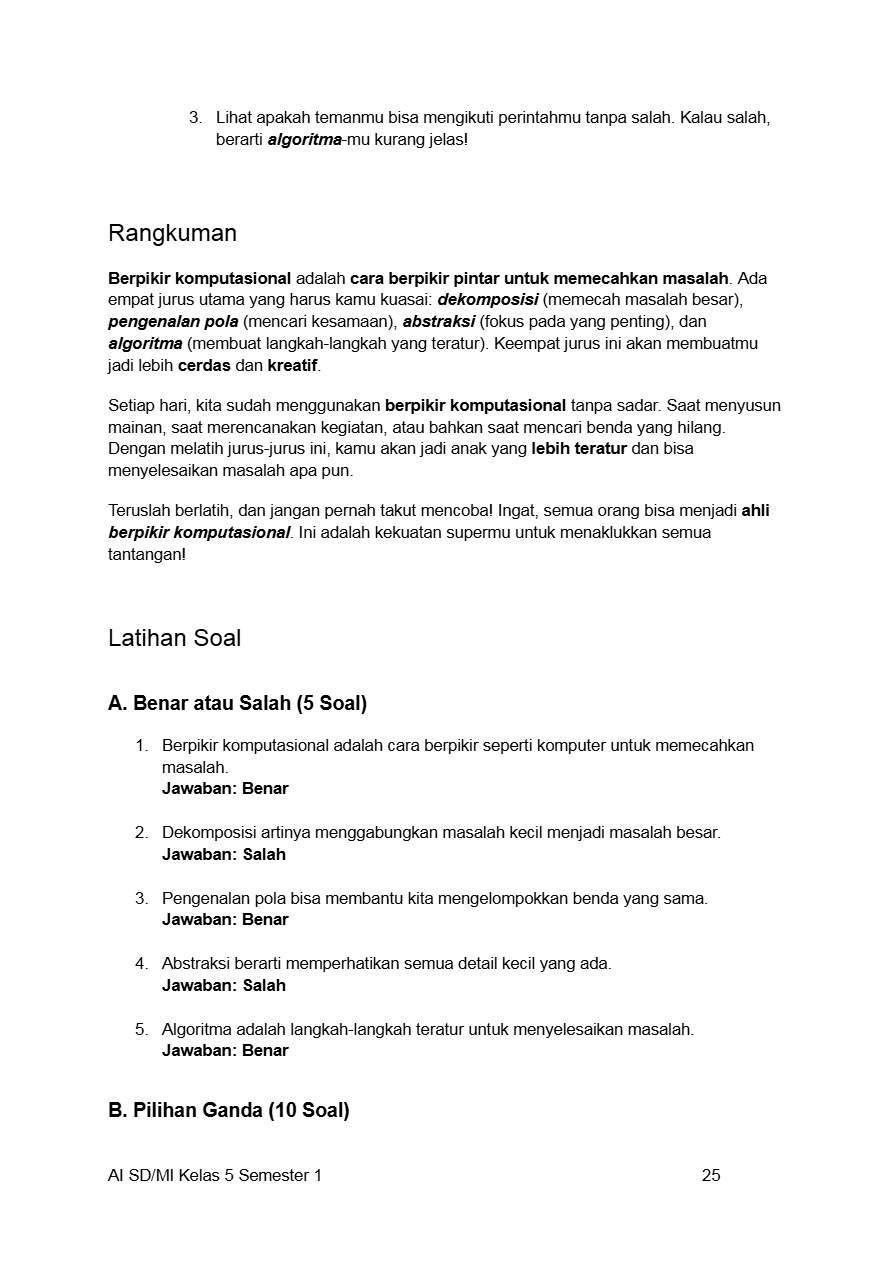 3. Lihat apakah temanmu bisa mengikuti perintahmu tanpa salah. Kalau salah,
berarti algoritma-mu kurang jelas!
Rangkuman
Berpikir komputasional adalah cara berpikir pintar untuk memecahkan masalah. Ada
empat jurus utama yang harus kamu kuasai: dekomposisi (memecah masalah besar),
pengenalan pola (mencari kesamaan), abstraksi (fokus pada yang penting), dan
algoritma (membuat langkah-langkah yang teratur). Keempat jurus ini akan membuatmu
jadi lebih cerdas dan kreatif.
Setiap hari, kita sudah menggunakan berpikir komputasional tanpa sadar. Saat menyusun
mainan, saat merencanakan kegiatan, atau bahkan saat mencari benda yang hilang.
Dengan melatih jurus-jurus ini, kamu akan jadi anak yang lebih teratur dan bisa
menyelesaikan masalah apa pun.
Teruslah berlatih, dan jangan pernah takut mencoba! Ingat, semua orang bisa menjadi ahli
berpikir komputasional. Ini adalah kekuatan supermu untuk menaklukkan semua
tantangan!
Latihan Soal
A. Benar atau Salah (5 Soal)
1. Berpikir komputasional adalah cara berpikir seperti komputer untuk memecahkan
masalah.
Jawaban: Benar
2. Dekomposisi artinya menggabungkan masalah kecil menjadi masalah besar.
Jawaban: Salah
3. Pengenalan pola bisa membantu kita mengelompokkan benda yang sama.
Jawaban: Benar
4. Abstraksi berarti memperhatikan semua detail kecil yang ada.
Jawaban: Salah
5. Algoritma adalah langkah-langkah teratur untuk menyelesaikan masalah.
Jawaban: Benar
B. Pilihan Ganda (10 Soal)
AI SD/MI Kelas 5 Semester 1 25